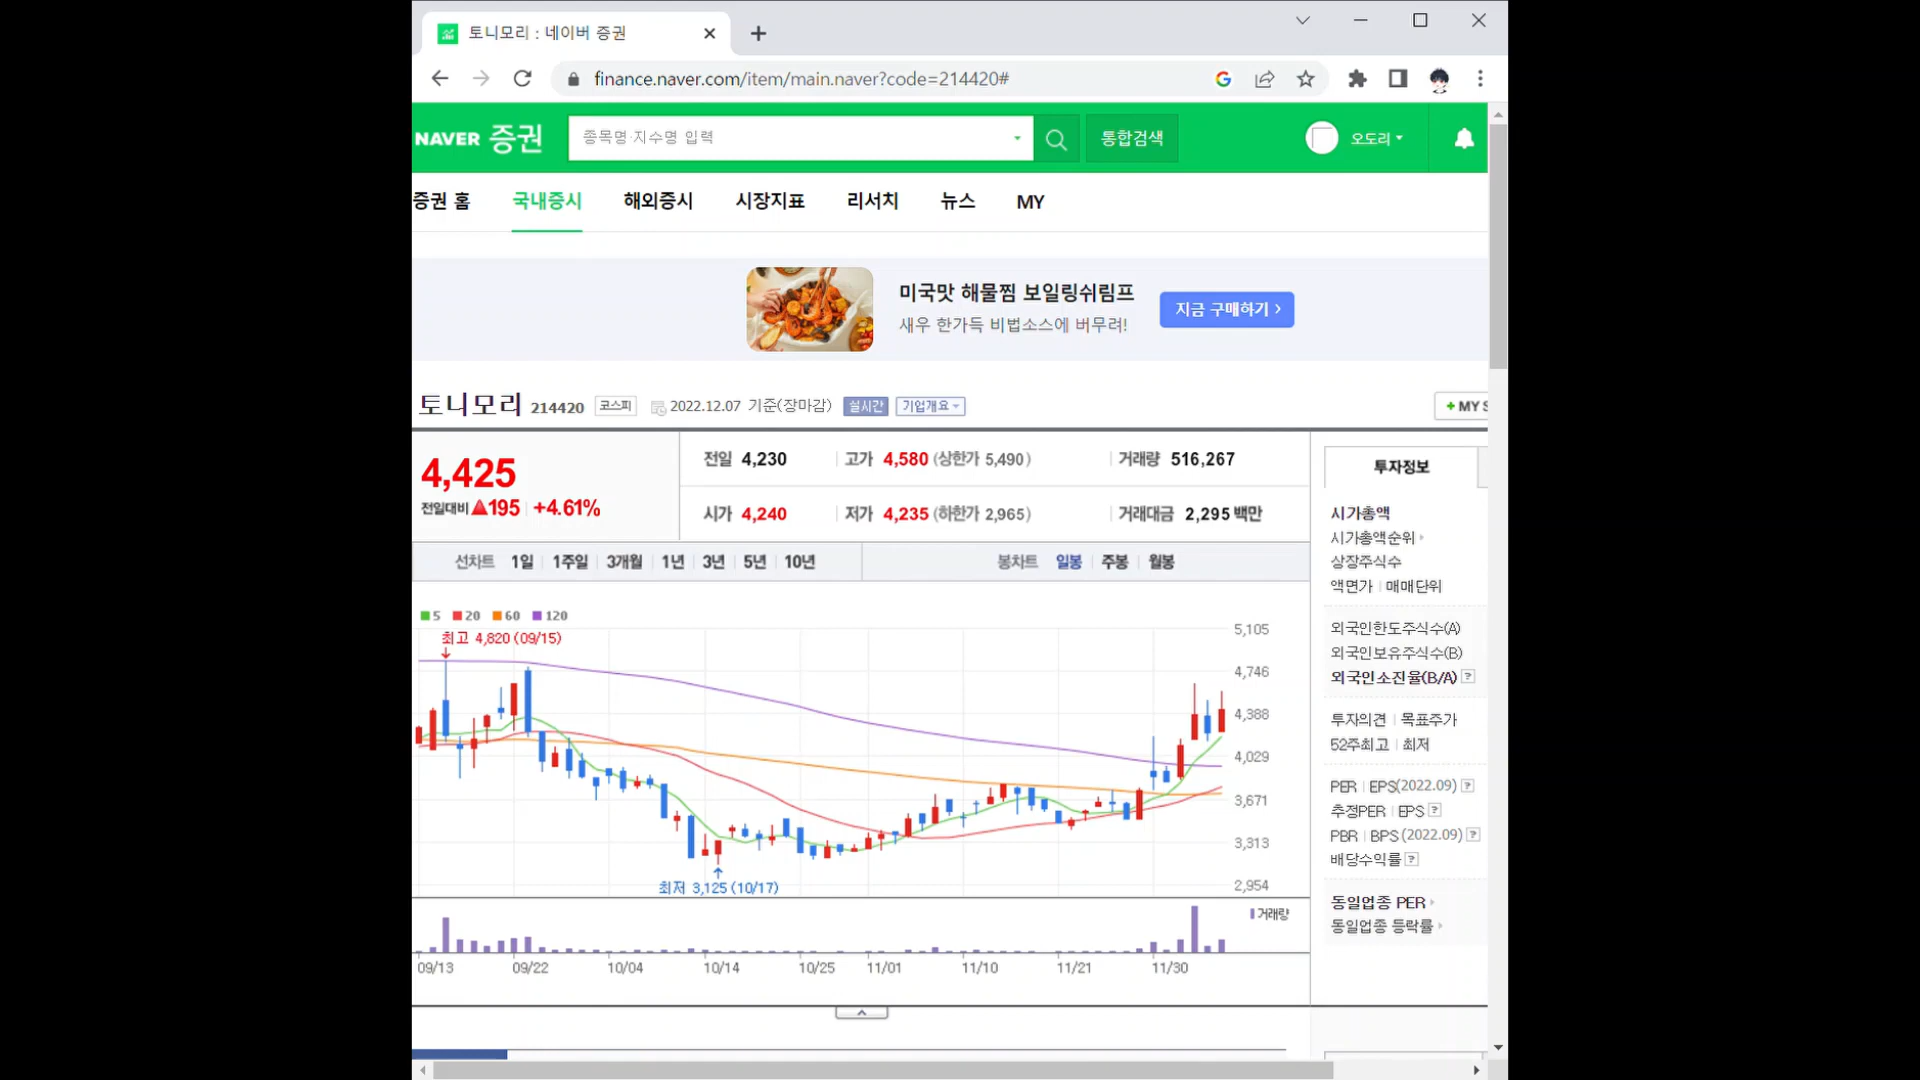 토니모리 : 네이버 증권
finance.naver.com/item/main.naver?code=214420#
NAVER 증권
종목명·지수명 입력
통합검색
오도리
증권 홈 국내증시 해외증시 시장지표 리서치 뉴스 MY
미국맛 해물찜 보일링쉬림프
새우 한가득 비법소스에 버무려!
지금 구매하기 >
토니모리 214420 코스피 2022.12.07 기준(장마감) 실시간 기업개요
+ MY S
4,425
전일대비 ▲195 +4.61%
전일 4,230 고가 4,580 (상한가 5,490) 거래량 516,267
시가 4,240 저가 4,235 (하한가 2,965) 거래대금 2,295 백만
선차트 1일 1주일 3개월 1년 3년 5년 10년 봉차트 일봉 주봉 월봉
5 20 60 120
최고 4,820 (09/15)
5,105
4,746
4,388
4,029
3,671
3,313
2,954
최저 3,125 (10/17)
거래량
09/13 09/22 10/04 10/14 10/25 11/01 11/10 11/21 11/30
투자정보
시가총액
시가총액순위
상장주식수
액면가 | 매매단위
외국인한도주식수(A)
외국인보유주식수(B)
외국인소진율(B/A) ?
투자의견 | 목표주가
52주최고 | 최저
PER | EPS(2022.09) ?
추정PER | EPS ?
PBR | BPS (2022.09) ?
배당수익률 ?
동일업종 PER
동일업종 등락률